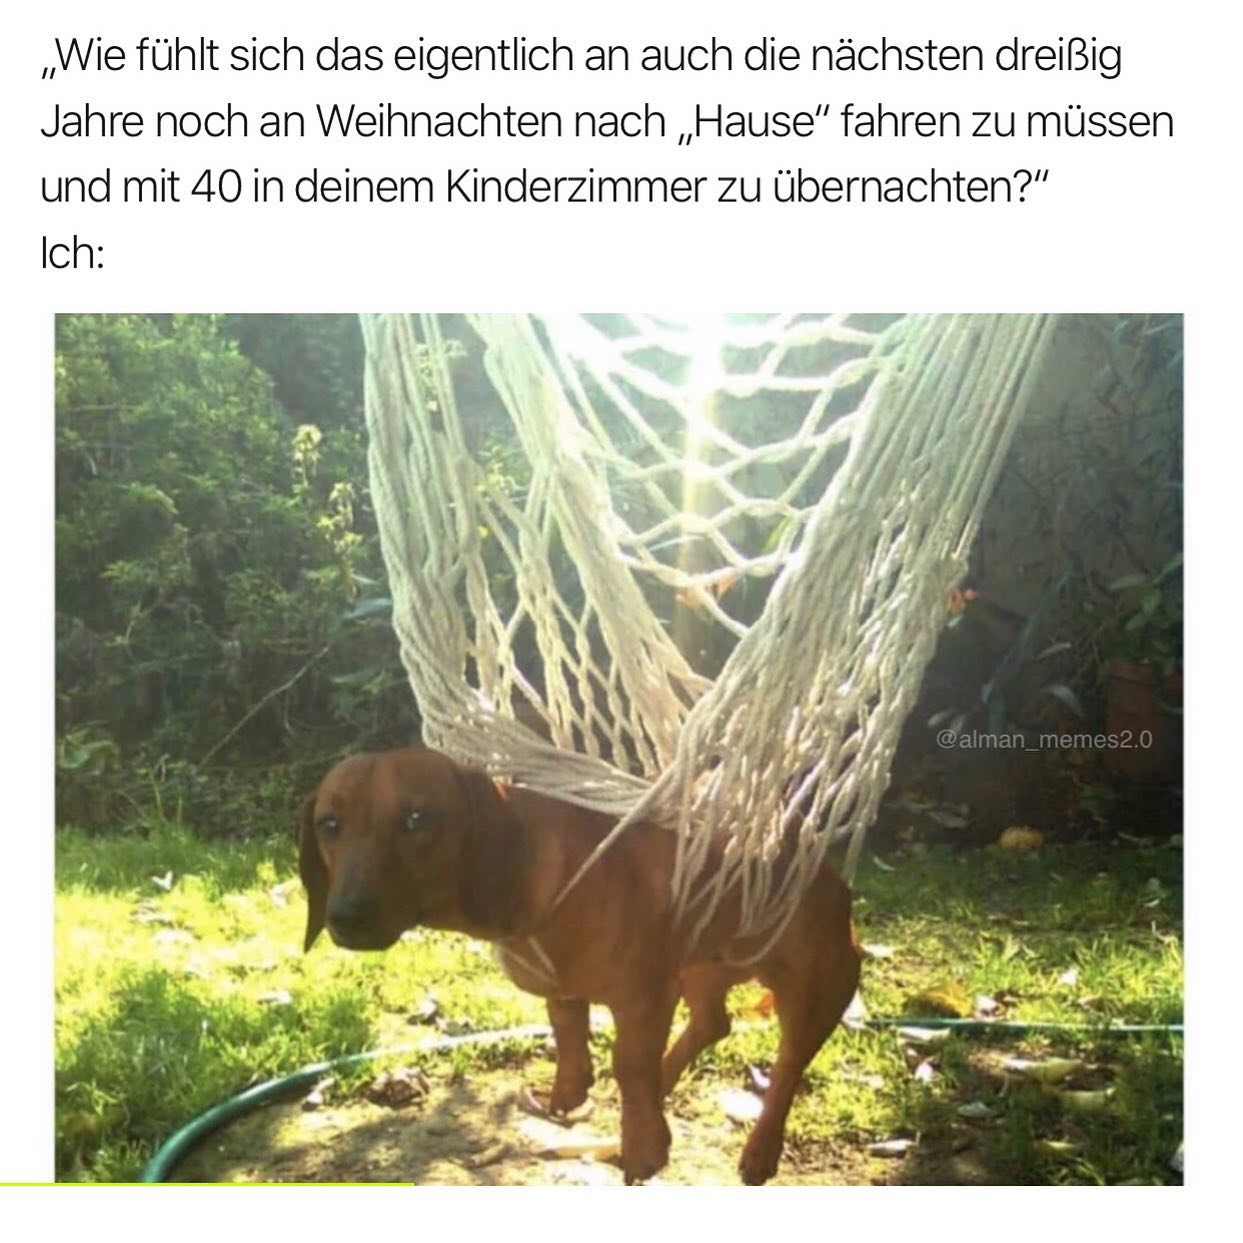 „Wie fühlt sich das eigentlich an auch die nächsten dreißig
Jahre noch an Weihnachten nach „Hause“ fahren zu müssen
und mit 40 in deinem Kinderzimmer zu übernachten?“
Ich:
@alman_memes2.0